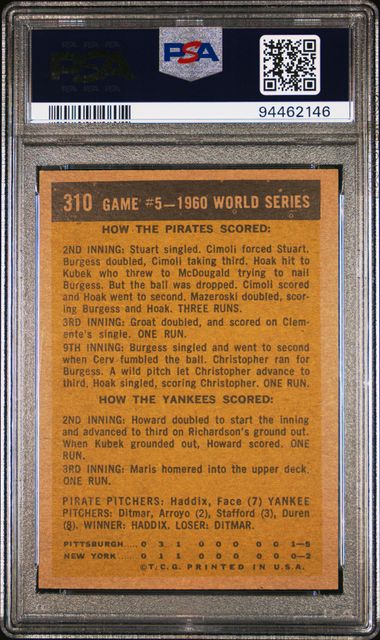 PSA
PSA
94462146
310 GAME #5—1960 WORLD SERIES
HOW THE PIRATES SCORED:
2ND INNING: Stuart singled. Cimoli forced Stuart.
Burgess doubled, Cimoli taking third. Hoak hit to
Kubek who threw to McDougald trying to nail
Burgess. But the ball was dropped. Cimoli scored
and Hoak went to second. Mazeroski doubled, scor-
ing Burgess and Hoak. THREE RUNS.
3RD INNING: Groat doubled, and scored on Clem-
ente's single. ONE RUN.
9TH INNING: Burgess singled and went to second
when Cerv fumbled the ball. Christopher ran for
Burgess. A wild pitch let Christopher advance to
third, Hoak singled, scoring Christopher. ONE RUN.
HOW THE YANKEES SCORED:
2ND INNING: Howard doubled to start the inning
and advanced to third on Richardson's ground out.
When Kubek grounded out, Howard scored. ONE
RUN.
3RD INNING: Maris homered into the upper deck.
ONE RUN.
PIRATE PITCHERS: Haddix, Face (7) YANKEE
PITCHERS: Ditmar, Arroyo (2), Stafford (3), Duren
(8). WINNER: HADDIX. LOSER: DITMAR.
PITTSBURGH..... 0 3 1 0 0 0 0 0 1—5
NEW YORK ..... 0 1 1 0 0 0 0 0 0—2
©T.C.G. PRINTED IN U.S.A.